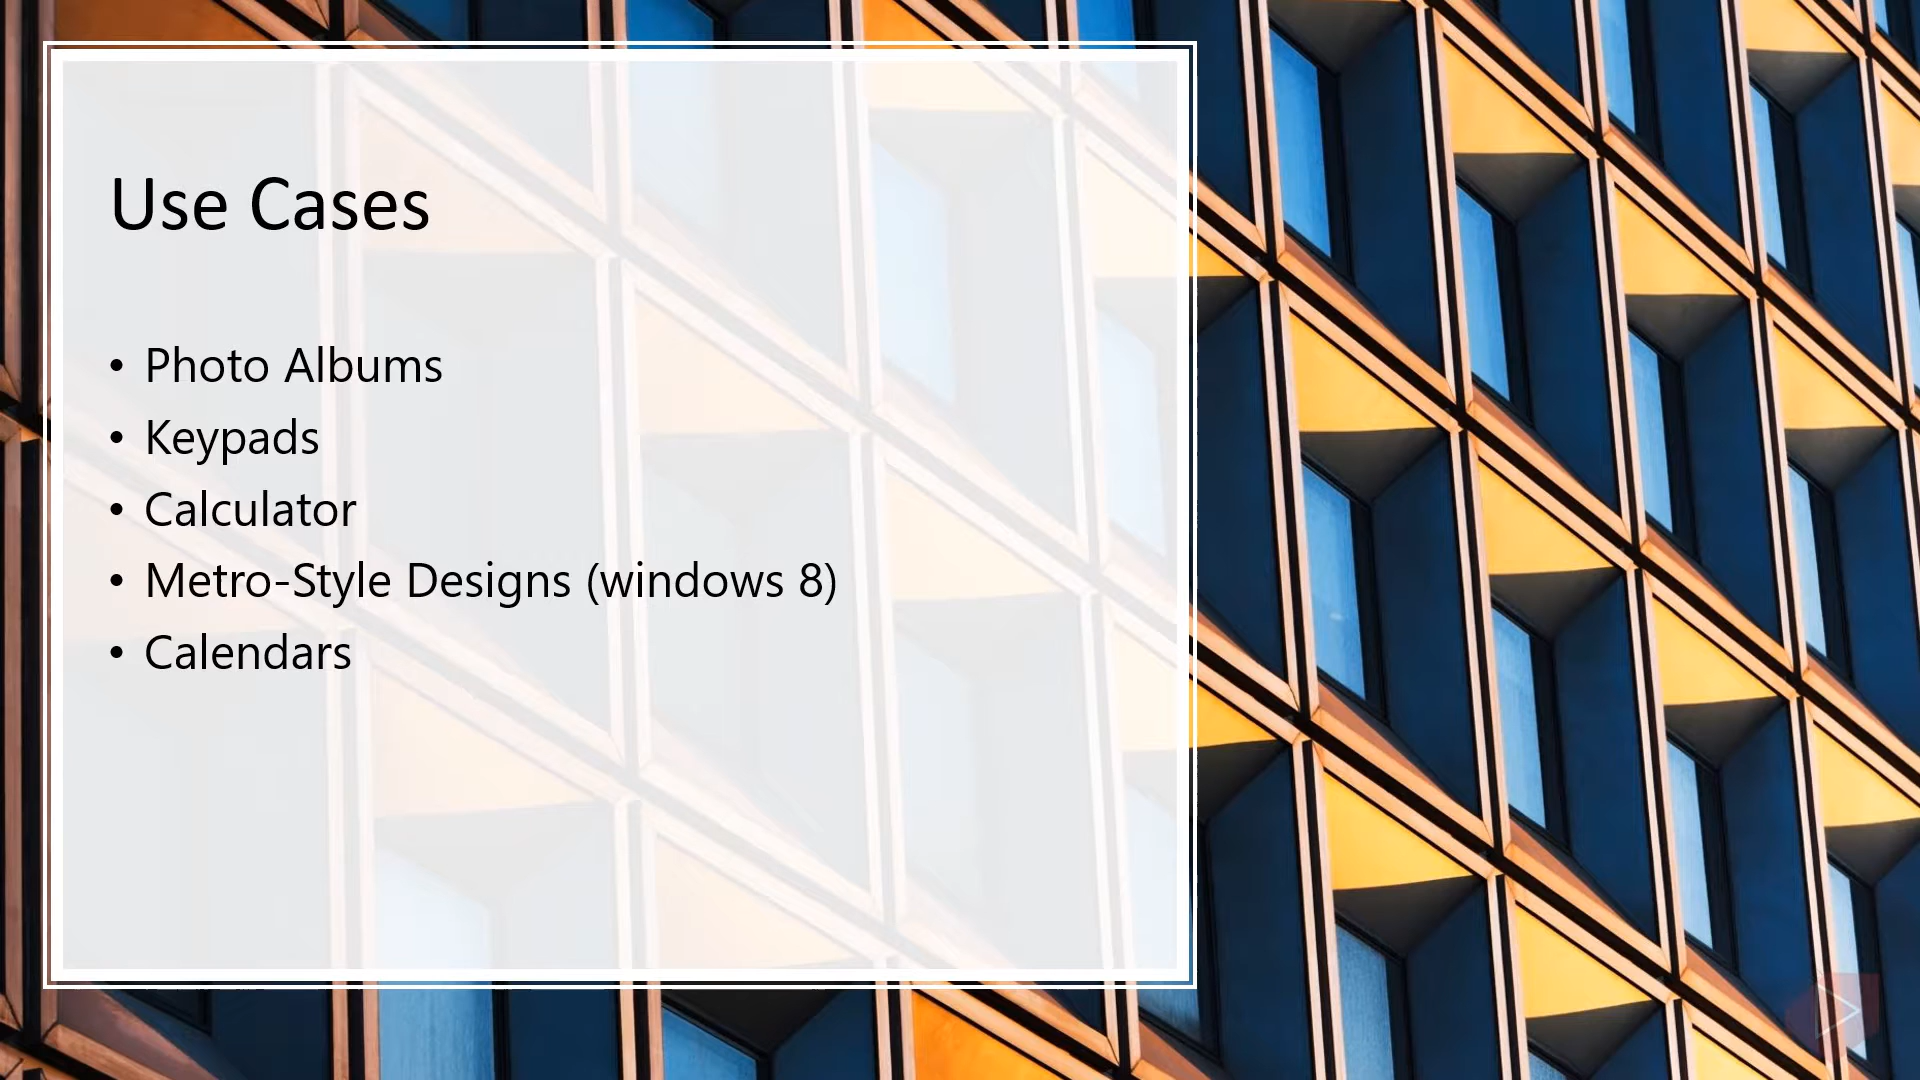 Use Cases
• Photo Albums
• Keypads
• Calculator
• Metro-Style Designs (windows 8)
• Calendars